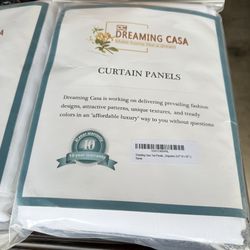 DREAMING CASA
CURTAIN PANELS
Dreaming Casa is working on delivering prevailing fashion
designs, attractive patterns, unique textures, and trendy
colors in an 'affordable luxury' way to you without questions
10